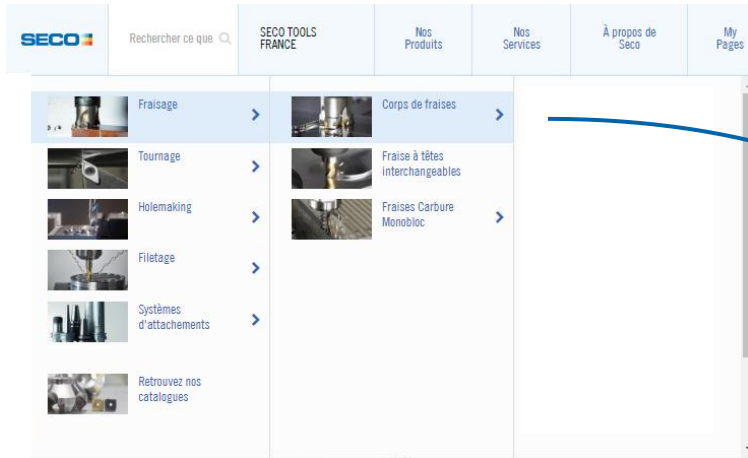 SECO
Rechercher ce que
SECO TOOLS
FRANCE
Nos
Produits
Nos
Services
À propos de
Seco
My
Pages
Fraisage
Tournage
Holemaking
Filetage
Systèmes
d'attachements
Retrouvez nos
catalogues
Corps de fraises
Fraise à têtes
interchangeables
Fraises Carbure
Monobloc